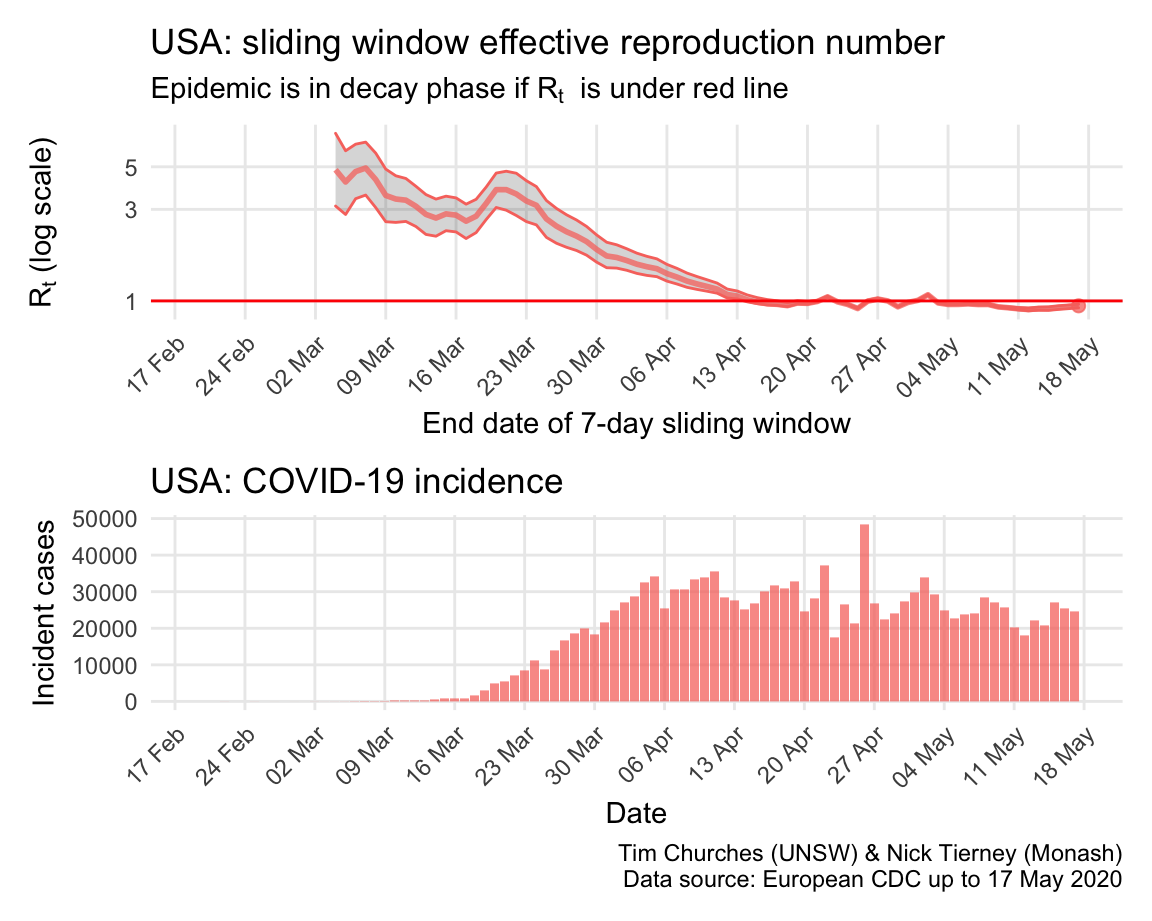 USA: sliding window effective reproduction number
Epidemic is in decay phase if Rt is under red line
Rt (log scale)
5
3
1
17 Feb
24 Feb
02 Mar
09 Mar
16 Mar
23 Mar
30 Mar
06 Apr
13 Apr
20 Apr
27 Apr
04 May
11 May
18 May
End date of 7-day sliding window
USA: COVID-19 incidence
Incident cases
50000
40000
30000
20000
10000
0
17 Feb
24 Feb
02 Mar
09 Mar
16 Mar
23 Mar
30 Mar
06 Apr
13 Apr
20 Apr
27 Apr
04 May
11 May
18 May
Date
Tim Churches (UNSW) & Nick Tierney (Monash)
Data source: European CDC up to 17 May 2020